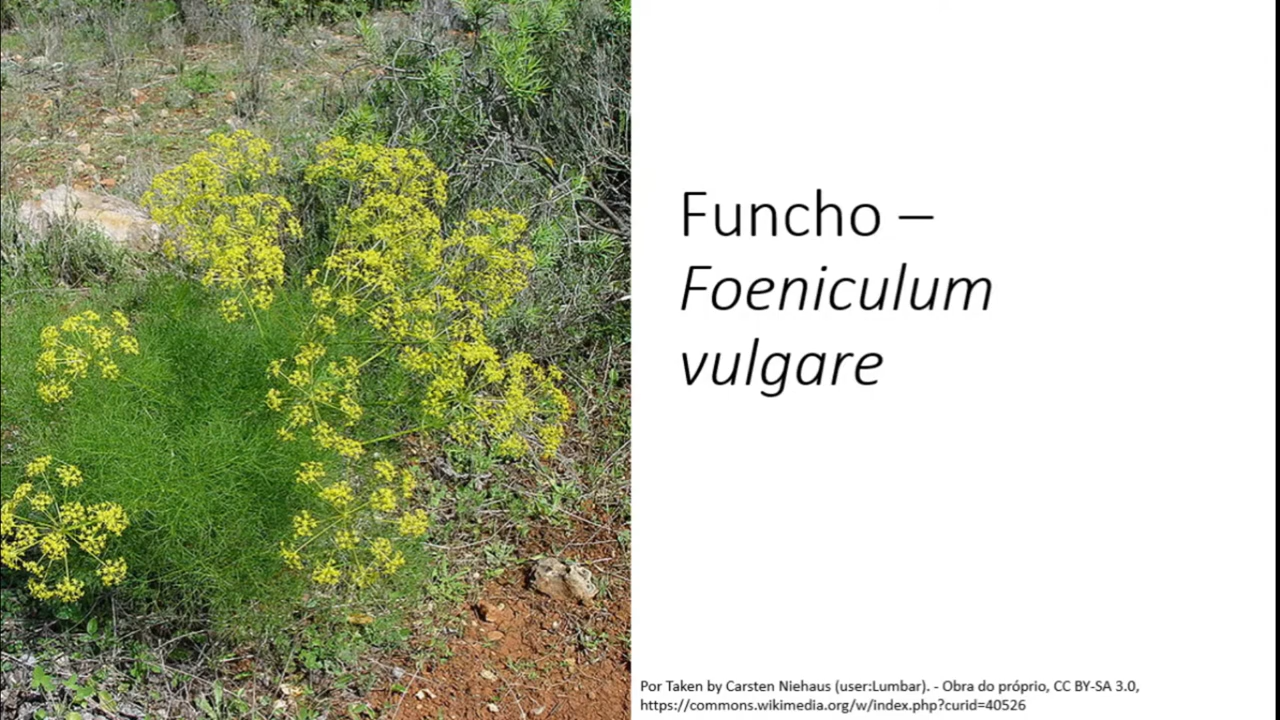 Funcho –
Foeniculum
vulgare
Por Taken by Carsten Niehaus (user:Lumbar). - Obra do próprio, CC BY-SA 3.0,
https://commons.wikimedia.org/w/index.php?curid=40526